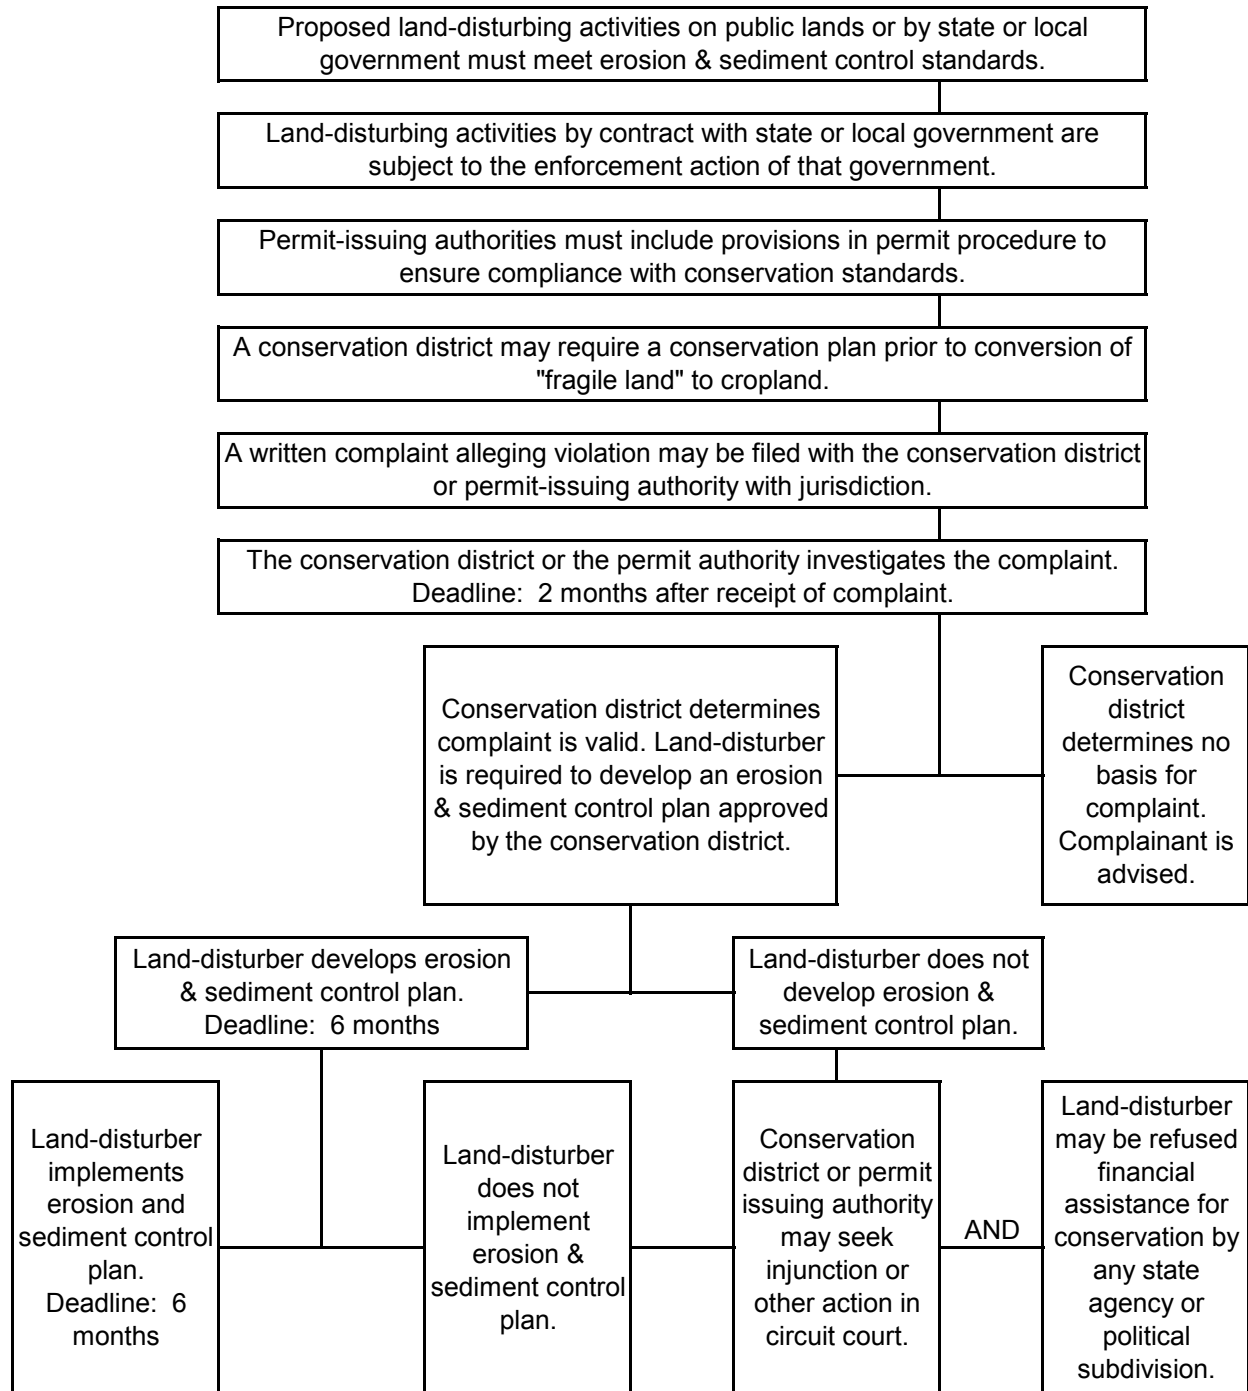 Proposed land-disturbing activities on public lands or by state or local
government must meet erosion & sediment control standards.
Land-disturbing activities by contract with state or local government are
subject to the enforcement action of that government.
Permit-issuing authorities must include provisions in permit procedure to
ensure compliance with conservation standards.
A conservation district may require a conservation plan prior to conversion of
"fragile land" to cropland.
A written complaint alleging violation may be filed with the conservation district
or permit-issuing authority with jurisdiction.
The conservation district or the permit authority investigates the complaint.
Deadline: 2 months after receipt of complaint.
Conservation district determines
complaint is valid. Land-disturber
is required to develop an erosion
& sediment control plan approved
by the conservation district.
Conservation
district
determines no
basis for
complaint.
Complainant is
advised.
Land-disturber develops erosion
& sediment control plan.
Deadline: 6 months
Land-disturber does not
develop erosion &
sediment control plan.
Land-disturber
implements
erosion and
sediment control
plan.
Deadline: 6
months
Land-disturber
does not
implement
erosion &
sediment control
plan.
Conservation
district or permit
issuing authority
may seek
injunction or
other action in
circuit court.
AND
Land-disturber
may be refused
financial
assistance for
conservation by
any state
agency or
political
subdivision.